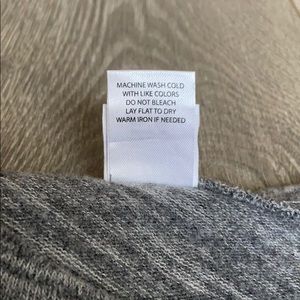 MACHINE WASH COLD
WITH LIKE COLORS
DO NOT BLEACH
LAY FLAT TO DRY
WARM IRON IF NEEDED